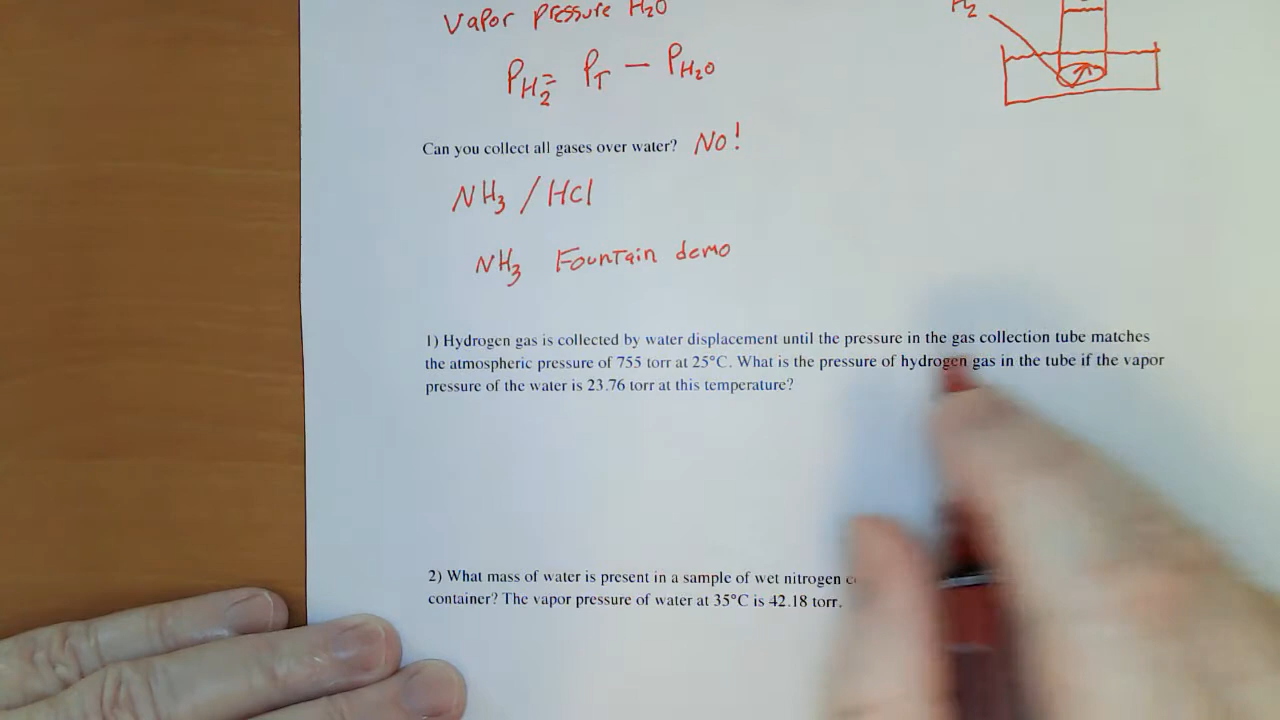 Vapor pressure H₂O
H₂
P_H₂ = P_T − P_H₂O
Can you collect all gases over water? NO!
NH₃ / HCl
NH₃ Fountain demo
1) Hydrogen gas is collected by water displacement until the pressure in the gas collection tube matches
the atmospheric pressure of 755 torr at 25°C. What is the pressure of hydrogen gas in the tube if the vapor
pressure of the water is 23.76 torr at this temperature?
2) What mass of water is present in a sample of wet nitrogen
container? The vapor pressure of water at 35°C is 42.18 torr.